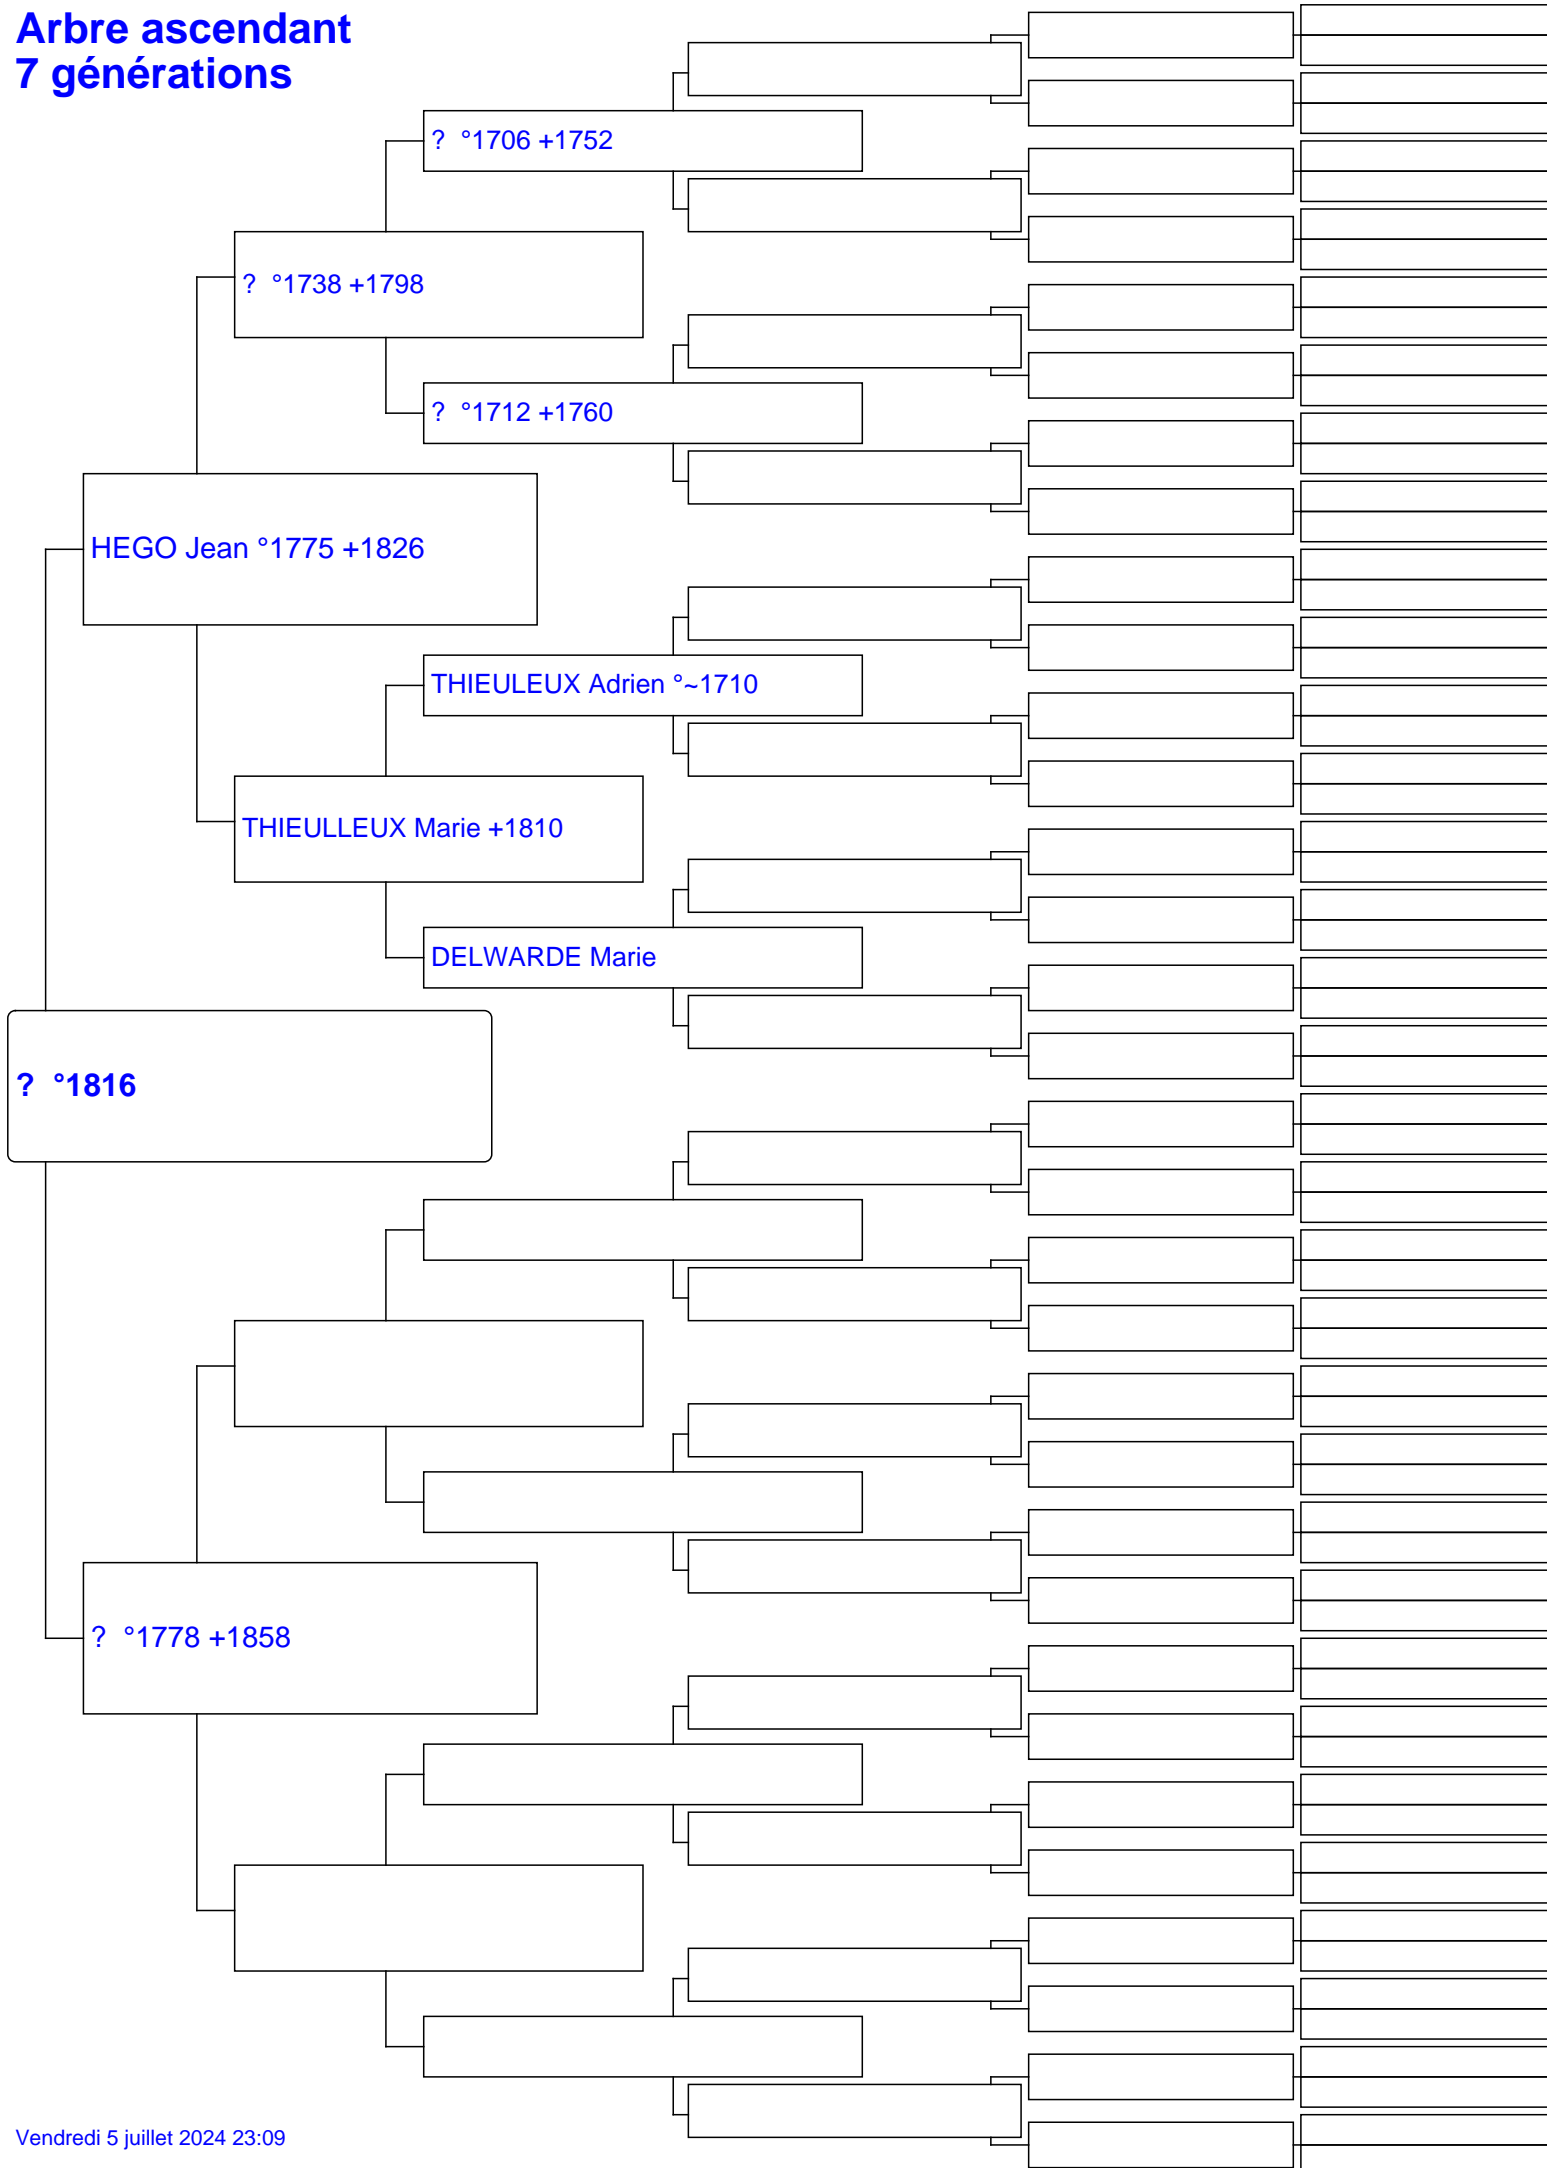 Arbre ascendant
7 générations
? °1706 +1752
? °1738 +1798
? °1712 +1760
HEGO Jean °1775 +1826
THIEULEUX Adrien °~1710
THIEULLEUX Marie +1810
DELWARDE Marie
? °1816
? °1778 +1858
Vendredi 5 juillet 2024 23:09